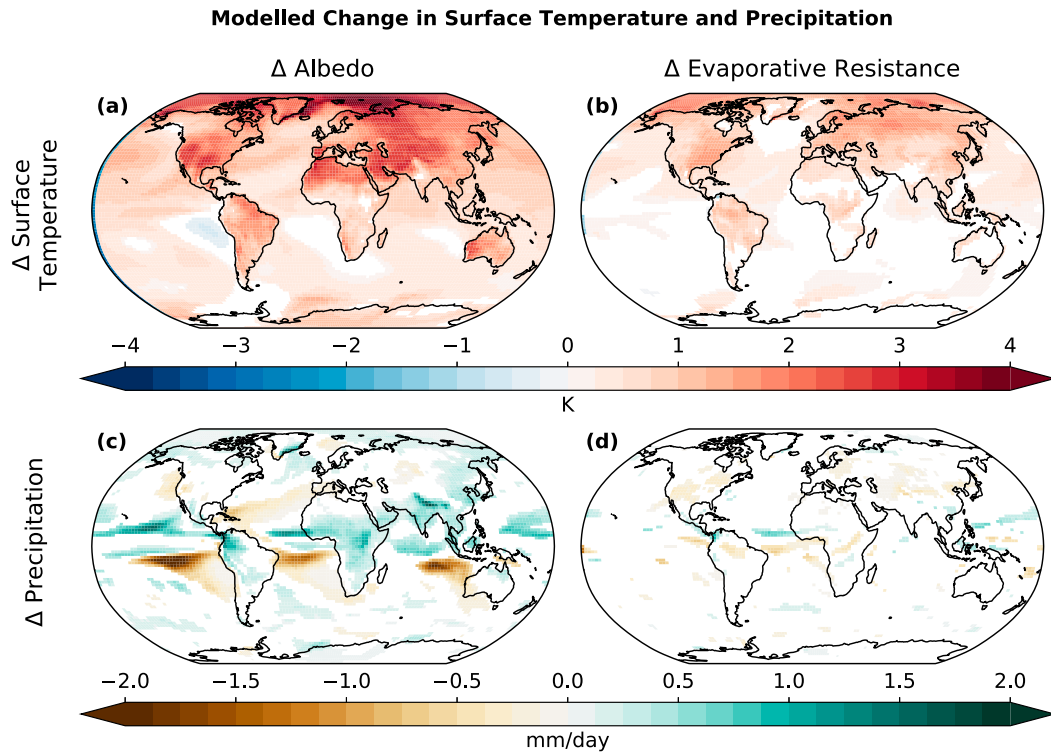 Modelled Change in Surface Temperature and Precipitation
Δ Albedo
Δ Evaporative Resistance
Δ Surface
Temperature
(a)
(b)
−4 −3 −2 −1 0 1 2 3 4
K
Δ Precipitation
(c)
(d)
−2.0 −1.5 −1.0 −0.5 0.0 0.5 1.0 1.5 2.0
mm/day